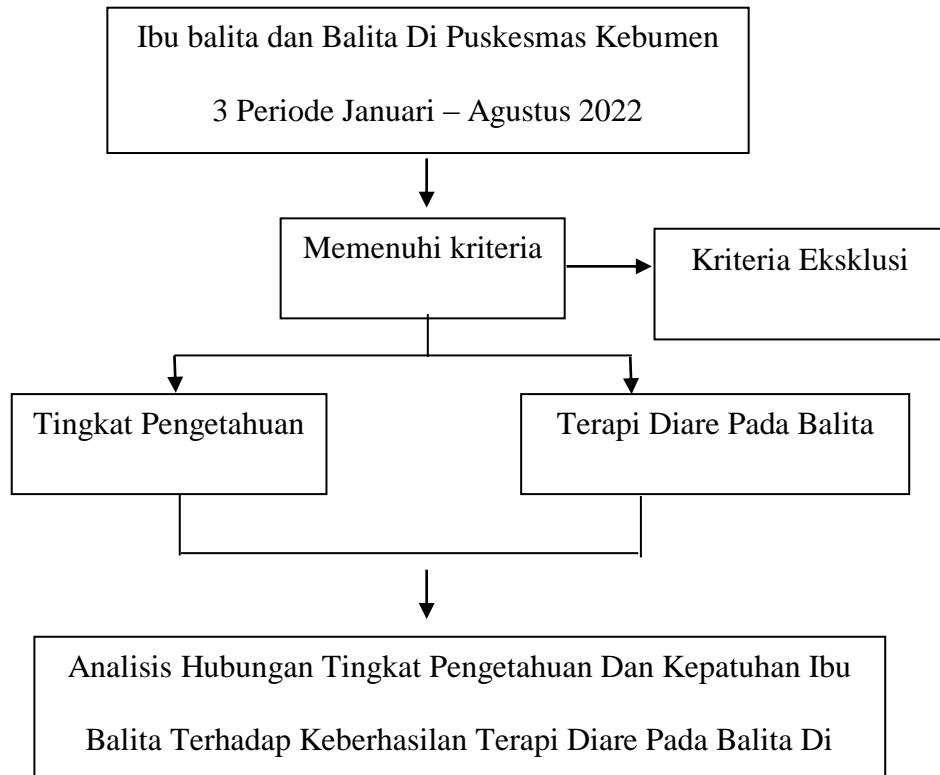 Ibu balita dan Balita Di Puskesmas Kebumen
3 Periode Januari – Agustus 2022
Memenuhi kriteria
Kriteria Eksklusi
Tingkat Pengetahuan
Terapi Diare Pada Balita
Analisis Hubungan Tingkat Pengetahuan Dan Kepatuhan Ibu
Balita Terhadap Keberhasilan Terapi Diare Pada Balita Di